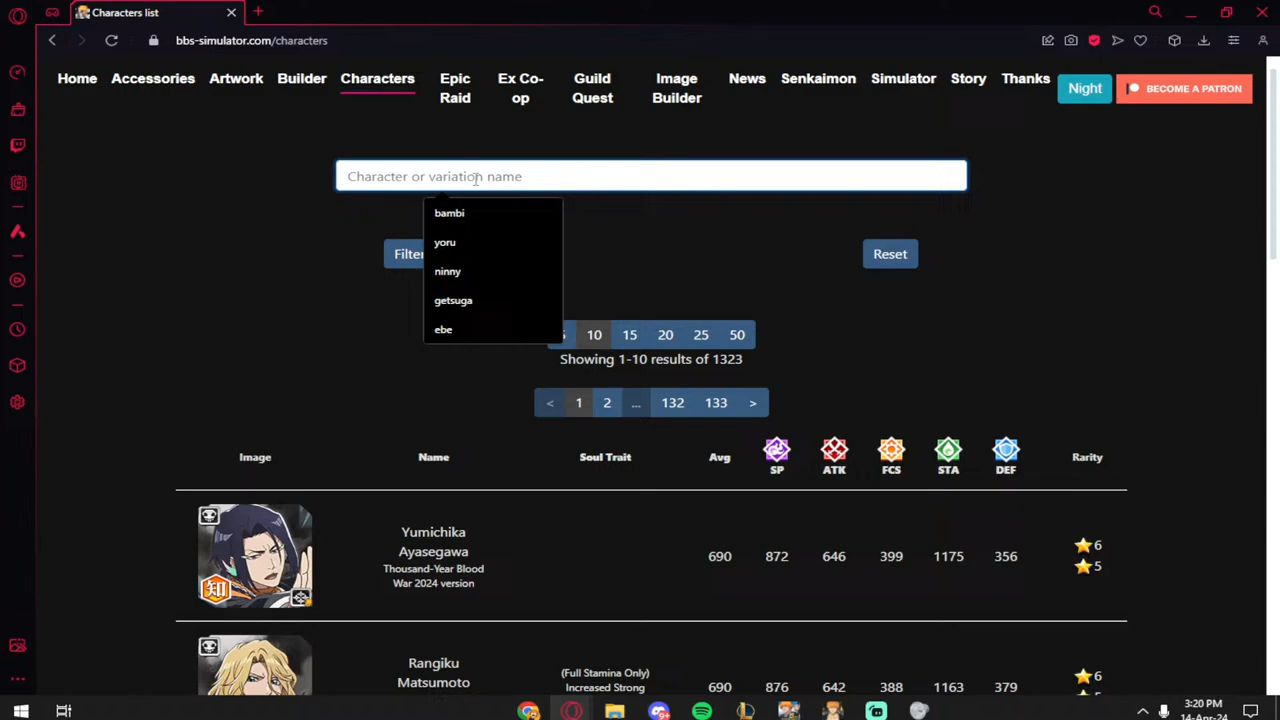 Characters list
bbs-simulator.com/characters
Home Accessories Artwork Builder Characters Epic Raid Ex Co-op Guild Quest Image Builder News Senkaimon Simulator Story Thanks Night BECOME A PATRON
Character or variation name
bambi
yoru
ninny
getsuga
ebe
Filter Reset
10 15 20 25 50
Showing 1-10 results of 1323
< 1 2 ... 132 133 >
Image Name Soul Trait Avg SP ATK FCS STA DEF Rarity
Yumichika
Ayasegawa
Thousand-Year Blood
War 2024 version
690 872 646 399 1175 356
6
5
知
Rangiku
Matsumoto
(Full Stamina Only)
Increased Strong
690 876 642 388 1163 379
6
9+
3:20 PM
14-Apr-24